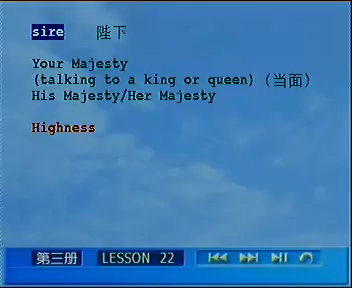 sire 陛下
Your Majesty
(talking to a king or queen) (当面)
His Majesty/Her Majesty
Highness
第三册 LESSON 22